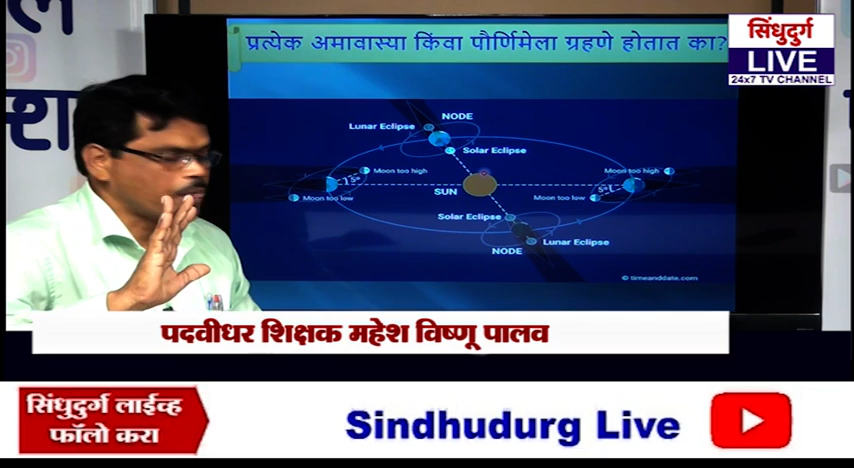 प्रत्येक अमावास्या किंवा पौर्णिमेला ग्रहणे होतात का?
सिंधुदुर्ग
LIVE
24x7 TV CHANNEL
NODE
Lunar Eclipse
Solar Eclipse
Moon too high
Moon too high
5°
5°
SUN
Moon too low
Moon too low
Solar Eclipse
Lunar Eclipse
NODE
© timeanddate.com
पदवीधर शिक्षक महेश विष्णू पालव
सिंधुदुर्ग लाईव्ह
फॉलो करा
Sindhudurg Live